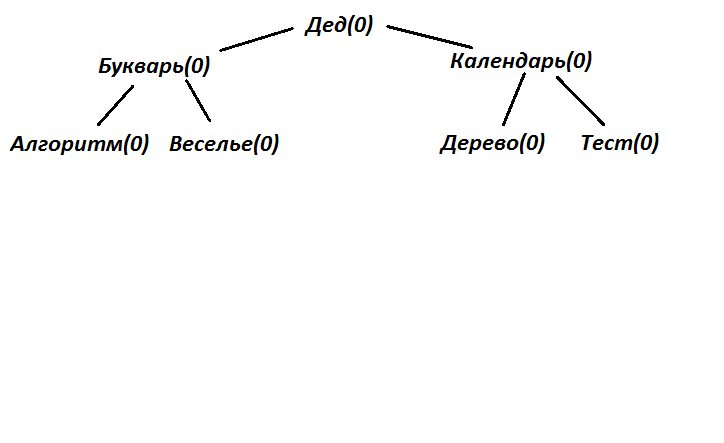 Дед(0)
Букварь(0)
Календарь(0)
Алгоритм(0)
Веселье(0)
Дерево(0)
Тест(0)